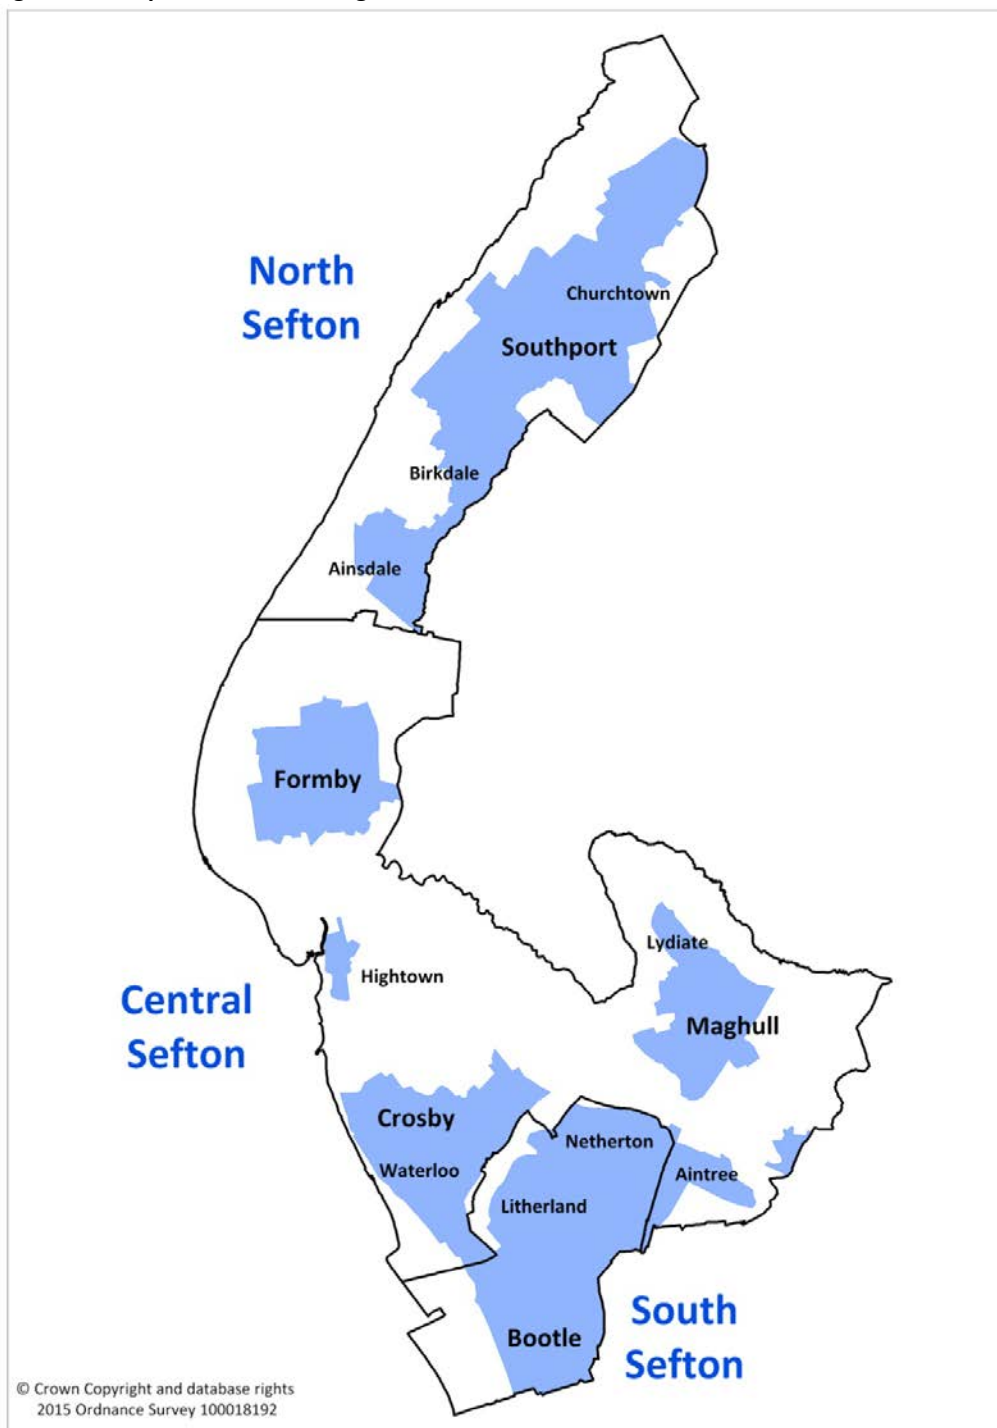 North
Sefton
Churchtown
Southport
Birkdale
Ainsdale
Formby
Lydiate
Hightown
Central
Sefton
Maghull
Crosby
Netherton
Waterloo
Aintree
Litherland
South
Sefton
Bootle
© Crown Copyright and database rights
2015 Ordnance Survey 100018192